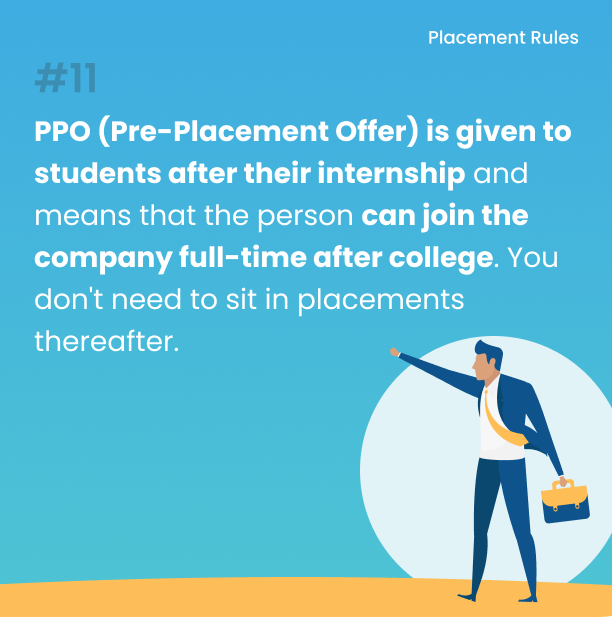 Placement Rules
#11
PPO (Pre-Placement Offer) is given to
students after their internship and
means that the person can join the
company full-time after college. You
don't need to sit in placements
thereafter.